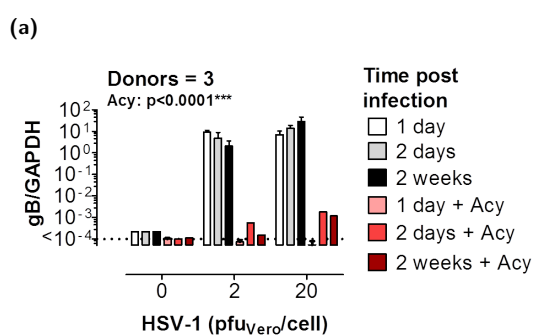 (a)
Donors = 3
Acy: p<0.0001***
gB/GAPDH
10²
10¹
10⁰
10⁻¹
10⁻²
10⁻³
<10⁻⁴
0 2 20
HSV-1 (pfuVero/cell)
Time post
infection
1 day
2 days
2 weeks
1 day + Acy
2 days + Acy
2 weeks + Acy